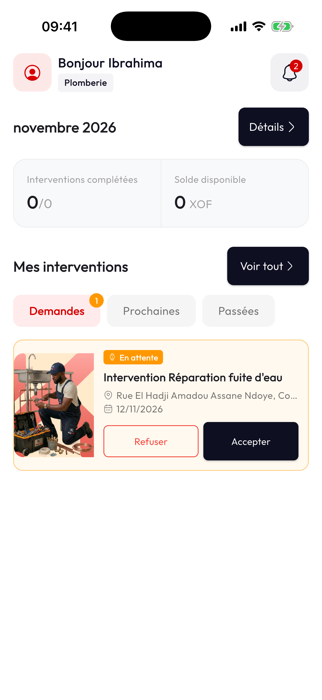 09:41
Bonjour Ibrahima
2
Plomberie
novembre 2026
Détails
Interventions complétées
0/0
Solde disponible
0 XOF
Mes interventions
Voir tout
Demandes
1
Prochaines
Passées
En attente
Intervention Réparation fuite d'eau
Rue El Hadji Amadou Assane Ndoye, Co...
12/11/2026
Refuser
Accepter